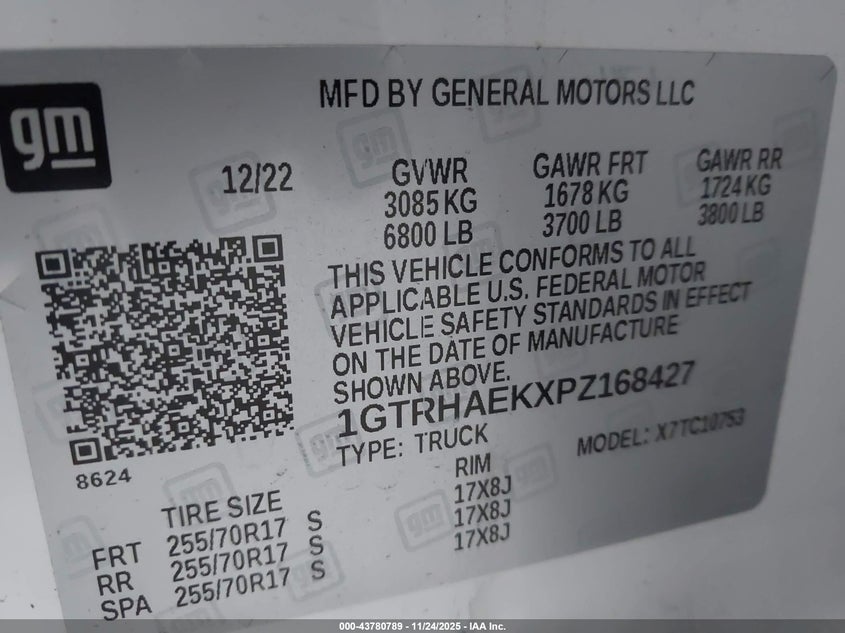 gm
MFD BY GENERAL MOTORS LLC
12/22
GVWR GAWR FRT GAWR RR
3085 KG 1678 KG 1724 KG
6800 LB 3700 LB 3800 LB
THIS VEHICLE CONFORMS TO ALL
APPLICABLE U.S. FEDERAL MOTOR
VEHICLE SAFETY STANDARDS IN EFFECT
ON THE DATE OF MANUFACTURE
SHOWN ABOVE.
1GTRHAEKXPZ168427
TYPE: TRUCK MODEL: X7TC10753
8624
TIRE SIZE RIM
FRT 255/70R17 S 17X8J
RR 255/70R17 S 17X8J
SPA 255/70R17 S 17X8J
000-43780789 - 11/24/2025 - IAA Inc.